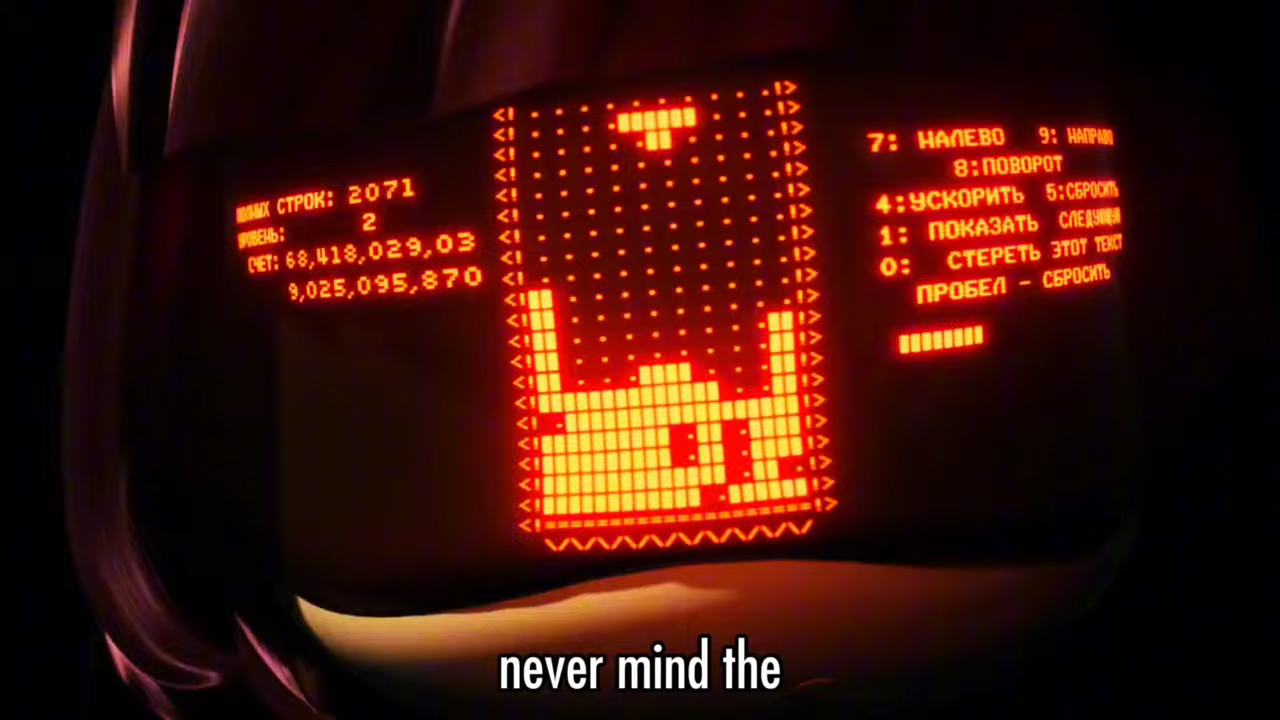 СТРОК: 2071
2
СЧЕТ: 68,418,029,03
9,025,095,870
7: НАЛЕВО 9: НАПРАВО
8:ПОВОРОТ
4:УСКОРИТЬ 5:СБРОСИТЬ
1: ПОКАЗАТЬ
0: СТЕРЕТЬ ЭТОТ ТЕКСТ
ПРОБЕЛ - СБРОСИТЬ
never mind the